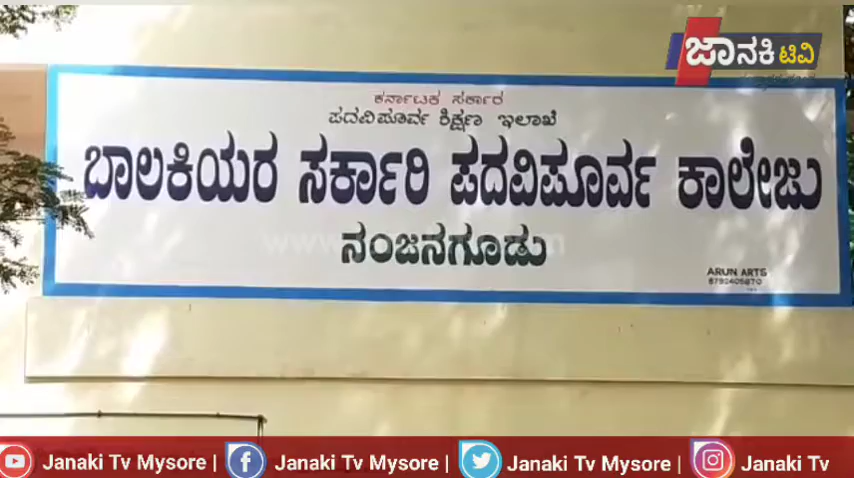 ಜಾನಕಿ ಟಿವಿ
ಕರ್ನಾಟಕ ಸರ್ಕಾರ
ಪದವಿಪೂರ್ವ ಶಿಕ್ಷಣ ಇಲಾಖೆ
ಬಾಲಕಿಯರ ಸರ್ಕಾರಿ ಪದವಿಪೂರ್ವ ಕಾಲೇಜು
ನಂಜನಗೂಡು
ARUN ARTS
8792405870
Janaki Tv Mysore | Janaki Tv Mysore | Janaki Tv Mysore | Janaki Tv